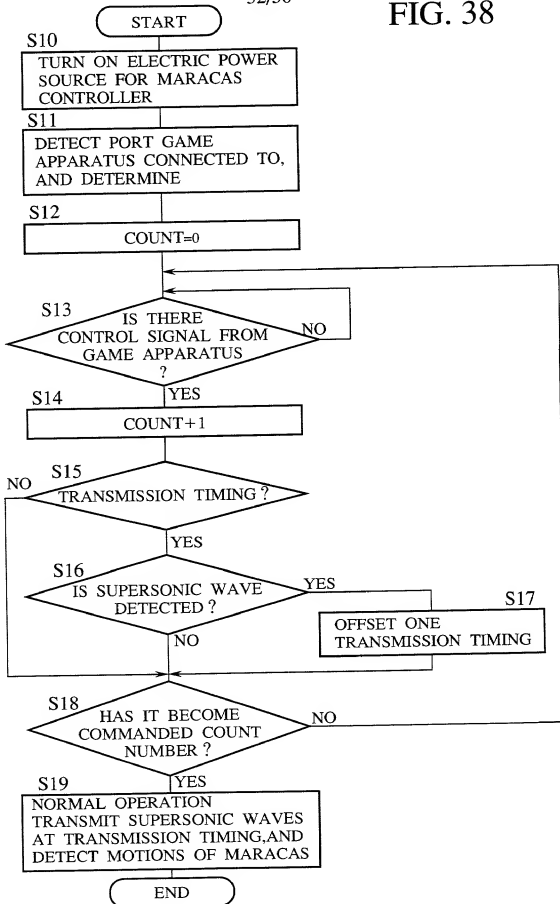 FIG. 38
START
S10
TURN ON ELECTRIC POWER
SOURCE FOR MARACAS
CONTROLLER
S11
DETECT PORT GAME
APPARATUS CONNECTED TO,
AND DETERMINE
S12
COUNT=0
S13
IS THERE
CONTROL SIGNAL FROM
GAME APPARATUS
?
NO
YES
S14
COUNT+1
S15
NO
TRANSMISSION TIMING?
YES
S16
IS SUPERSONIC WAVE
DETECTED?
YES
NO
S17
OFFSET ONE
TRANSMISSION TIMING
S18
HAS IT BECOME
COMMANDED COUNT
NUMBER?
NO
YES
S19
NORMAL OPERATION
TRANSMIT SUPERSONIC WAVES
AT TRANSMISSION TIMING,AND
DETECT MOTIONS OF MARACAS
END